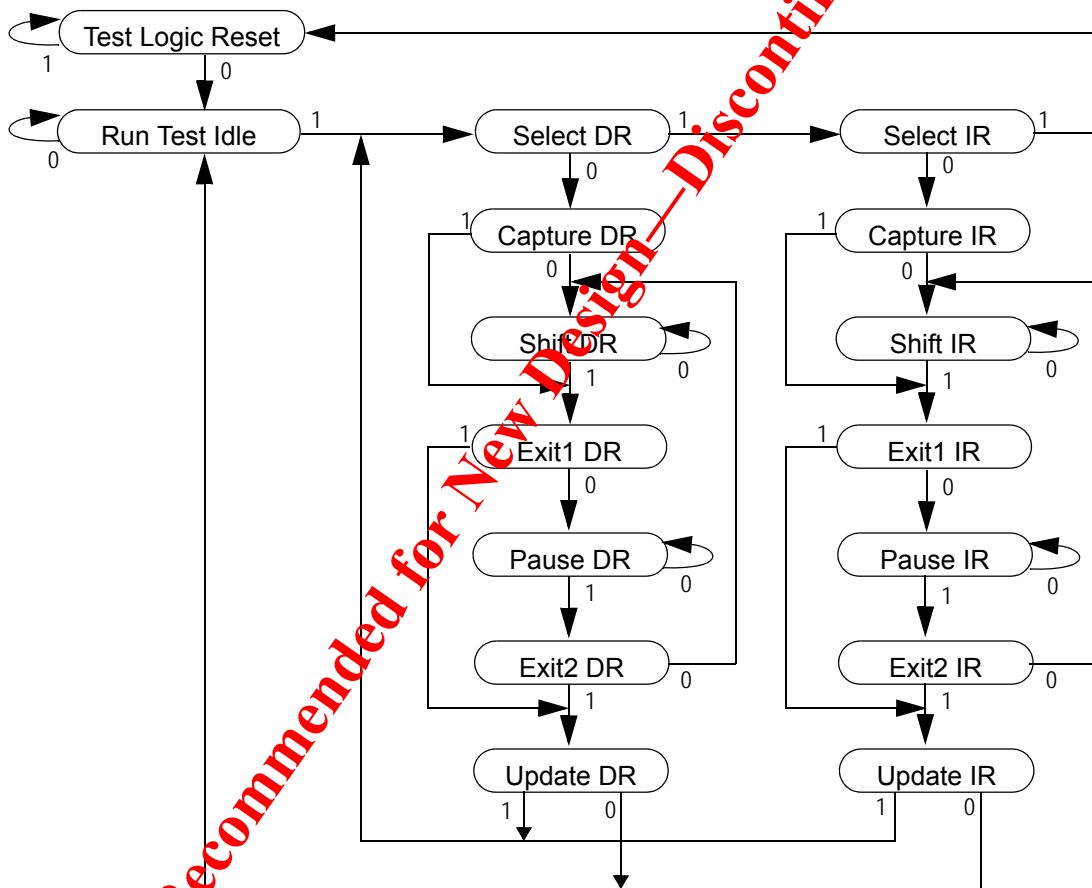 Test Logic Reset
1
0
Run Test Idle
0
1
Select DR
1
0
Select IR
1
0
Capture DR
1
0
Capture IR
1
0
Shift DR
0
1
Shift IR
0
1
Exit1 DR
1
0
Exit1 IR
1
0
Pause DR
0
1
Pause IR
0
1
Exit2 DR
0
1
Exit2 IR
0
1
Update DR
1
0
Update IR
1
0
ecommended for New Design—Disconti